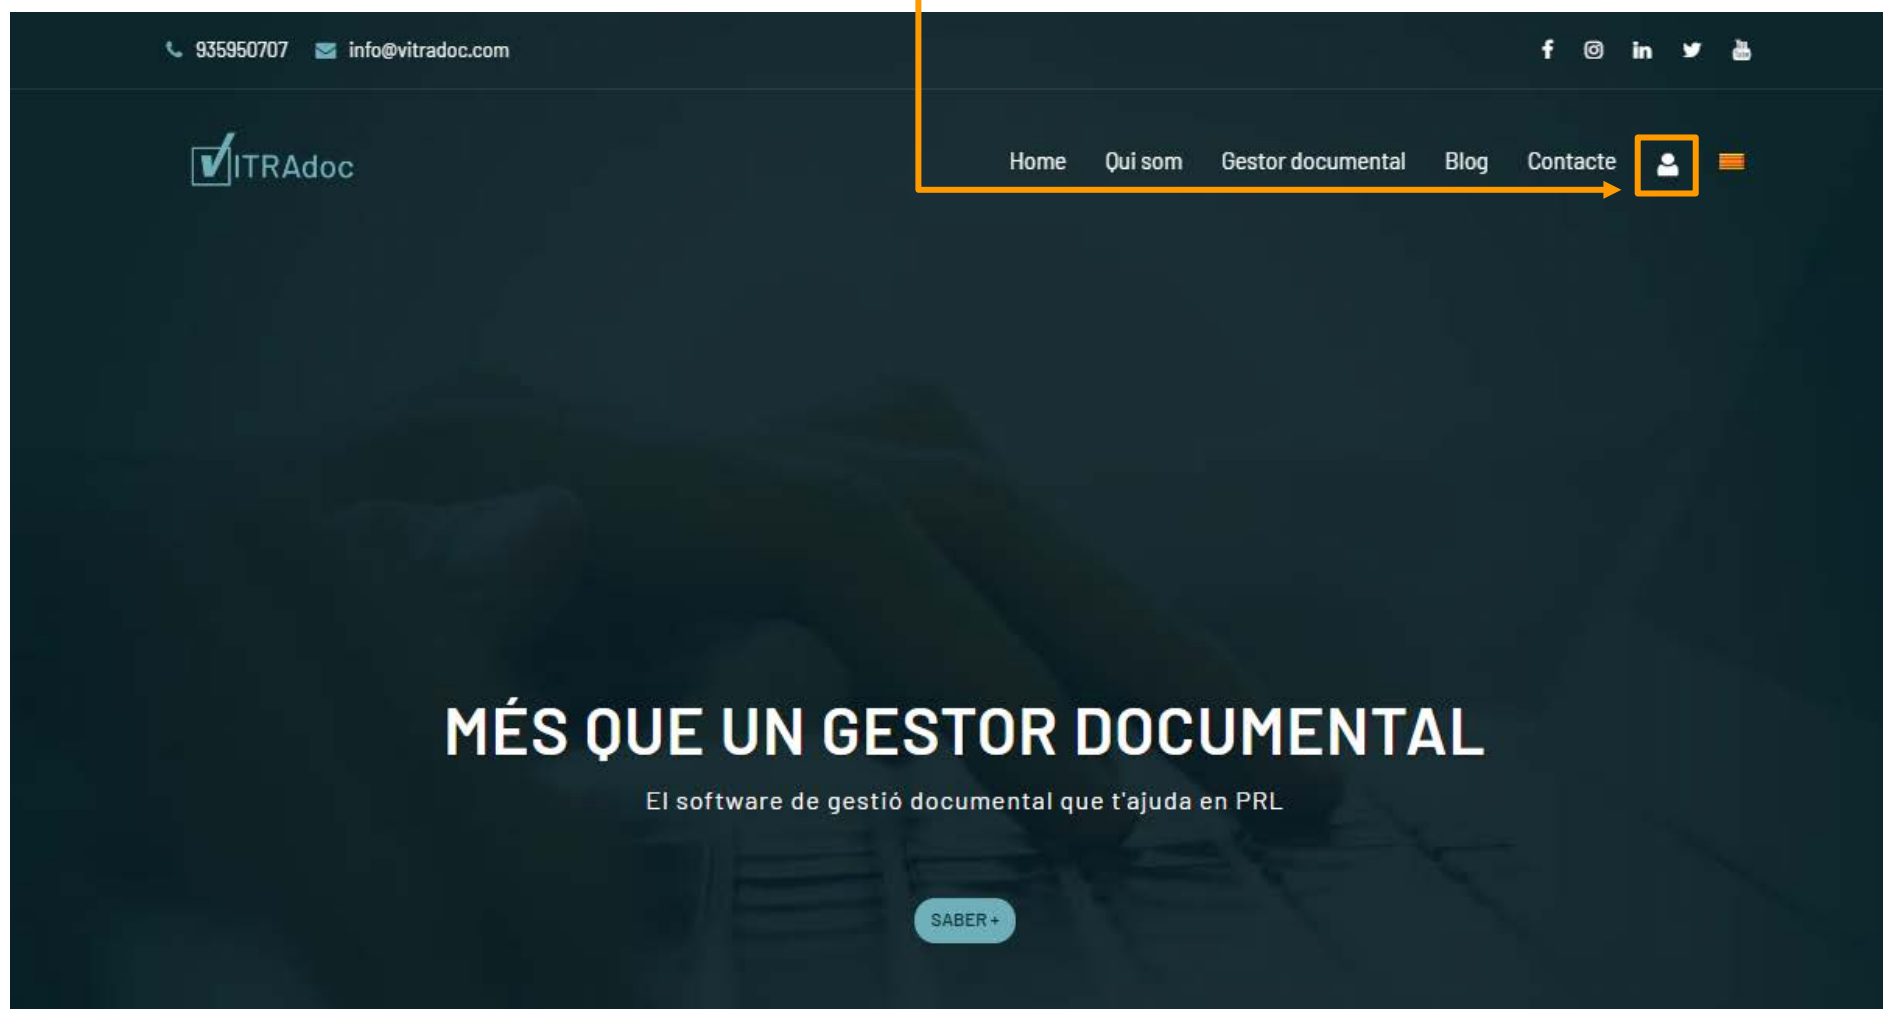 935950707 info@vitradoc.com
VITRAdoc
Home Qui som Gestor documental Blog Contacte
MÉS QUE UN GESTOR DOCUMENTAL
El software de gestió documental que t'ajuda en PRL
SABER +